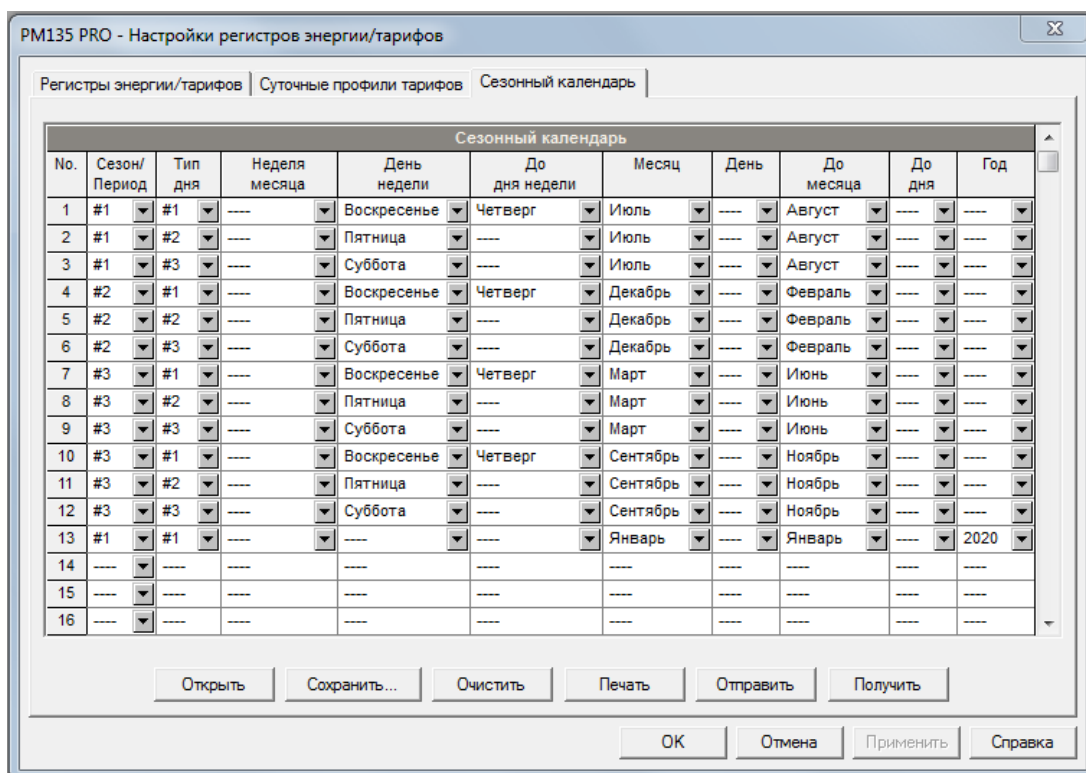 PM135 PRO - Настройки регистров энергии/тарифов
Регистры энергии/тарифов Суточные профили тарифов Сезонный календарь
Сезонный календарь
No. Сезон/Период Тип дня Неделя месяца День недели До дня недели Месяц День До месяца До дня Год
1 #1 #1 ---- Воскресенье Четверг Июль ---- Август ---- ----
2 #1 #2 ---- Пятница ---- Июль ---- Август ---- ----
3 #1 #3 ---- Суббота ---- Июль ---- Август ---- ----
4 #2 #1 ---- Воскресенье Четверг Декабрь ---- Февраль ---- ----
5 #2 #2 ---- Пятница ---- Декабрь ---- Февраль ---- ----
6 #2 #3 ---- Суббота ---- Декабрь ---- Февраль ---- ----
7 #3 #1 ---- Воскресенье Четверг Март ---- Июнь ---- ----
8 #3 #2 ---- Пятница ---- Март ---- Июнь ---- ----
9 #3 #3 ---- Суббота ---- Март ---- Июнь ---- ----
10 #3 #1 ---- Воскресенье Четверг Сентябрь ---- Ноябрь ---- ----
11 #3 #2 ---- Пятница ---- Сентябрь ---- Ноябрь ---- ----
12 #3 #3 ---- Суббота ---- Сентябрь ---- Ноябрь ---- ----
13 #1 #1 ---- ---- ---- Январь ---- Январь ---- 2020
14 ---- ---- ---- ---- ---- ---- ---- ---- ---- ----
15 ---- ---- ---- ---- ---- ---- ---- ---- ---- ----
16 ---- ---- ---- ---- ---- ---- ---- ---- ---- ----
Открыть Сохранить... Очистить Печать Отправить Получить
OK Отмена Применить Справка